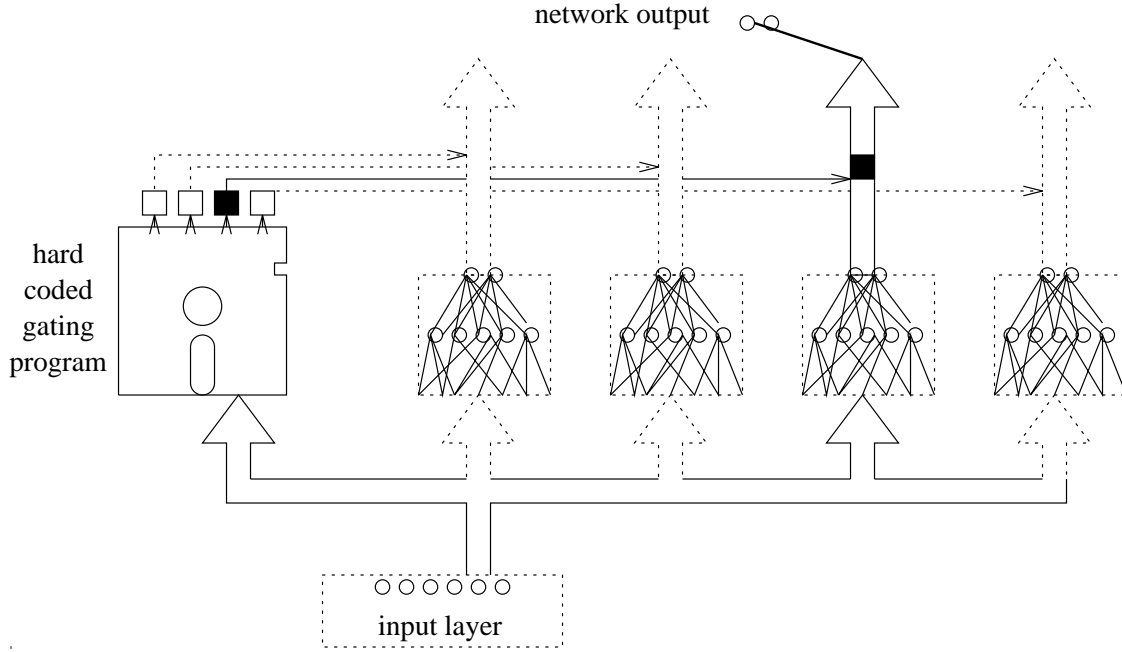 network output
hard
coded
gating
program
input layer